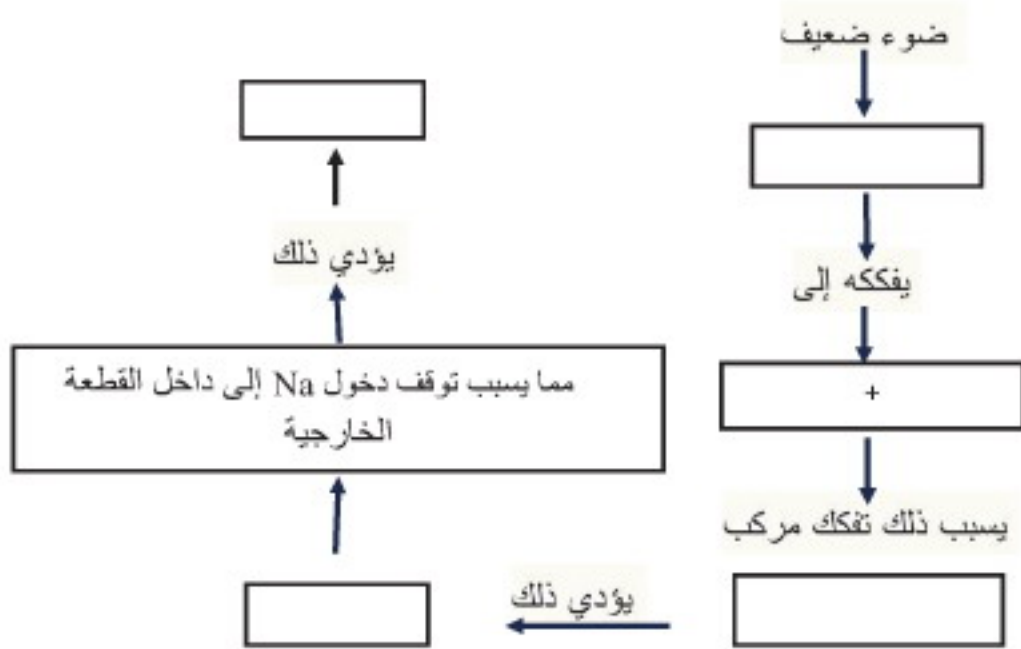 ضوء ضعيف
يفككه إلى
+
يسبب ذلك تفكك مركب
يؤدي ذلك
مما يسبب توقف دخول Na إلى داخل القطعة
الخارجية
يؤدي ذلك